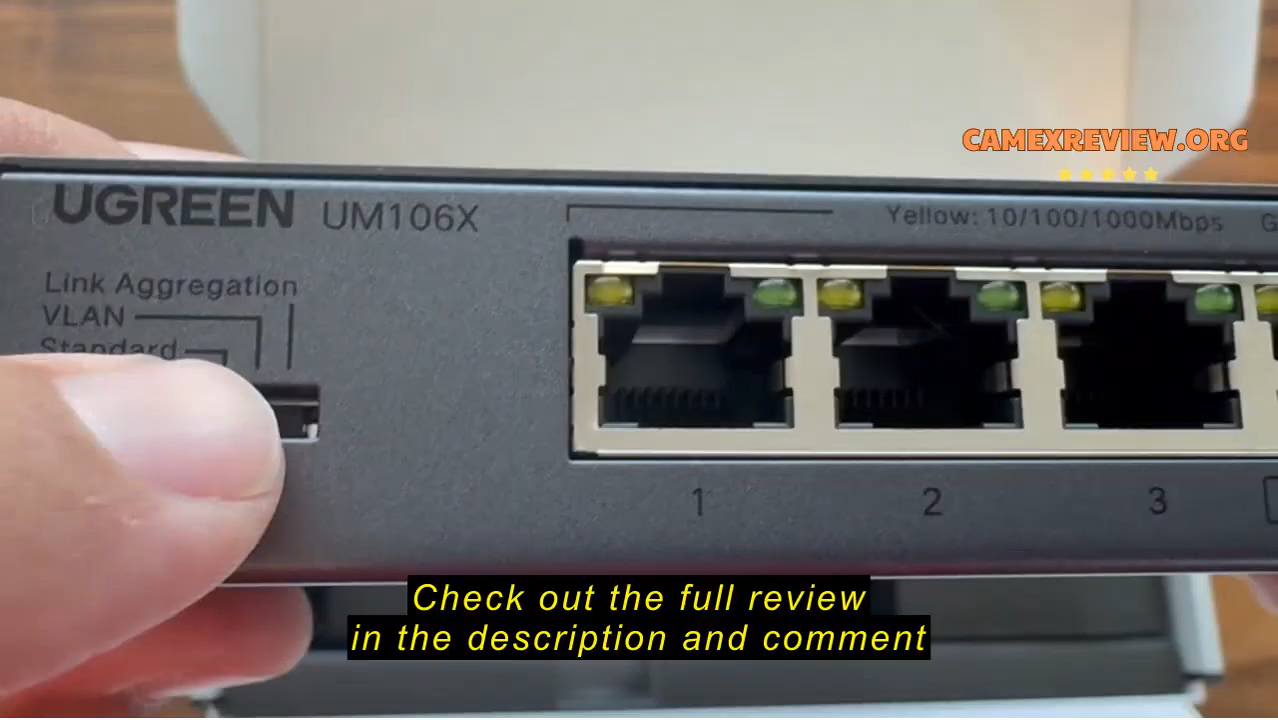 CAMEXREVIEW.ORG
UGREEN UM106X
Yellow: 10/100/1000Mbps
Link Aggregation
VLAN
Standard
1 2 3
Check out the full review
in the description and comment